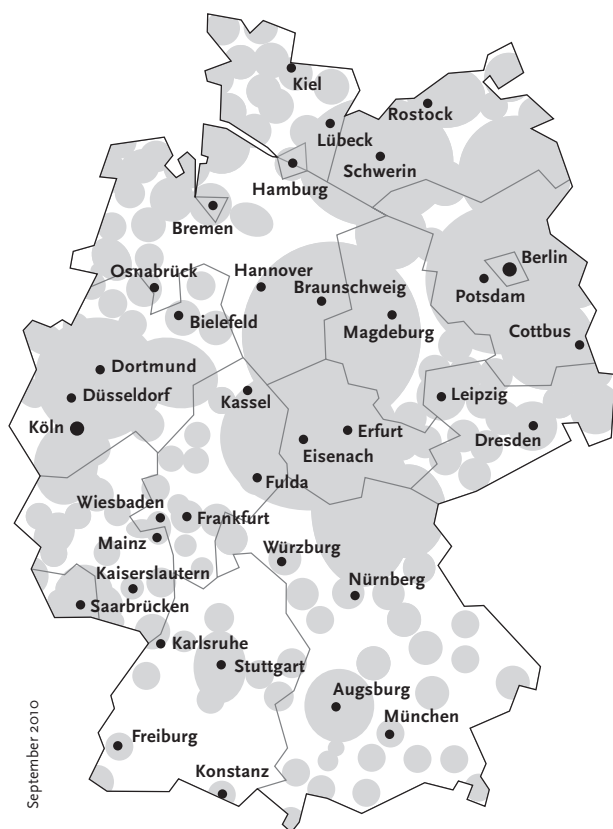 Kiel
Rostock
Lübeck
Schwerin
Hamburg
Bremen
Berlin
Osnabrück
Hannover
Potsdam
Braunschweig
Bielefeld
Magdeburg
Cottbus
Dortmund
Düsseldorf
Kassel
Leipzig
Köln
Erfurt
Dresden
Eisenach
Fulda
Wiesbaden
Frankfurt
Mainz
Würzburg
Kaiserslautern
Nürnberg
Saarbrücken
Karlsruhe
Stuttgart
Augsburg
München
Freiburg
Konstanz
September 2010